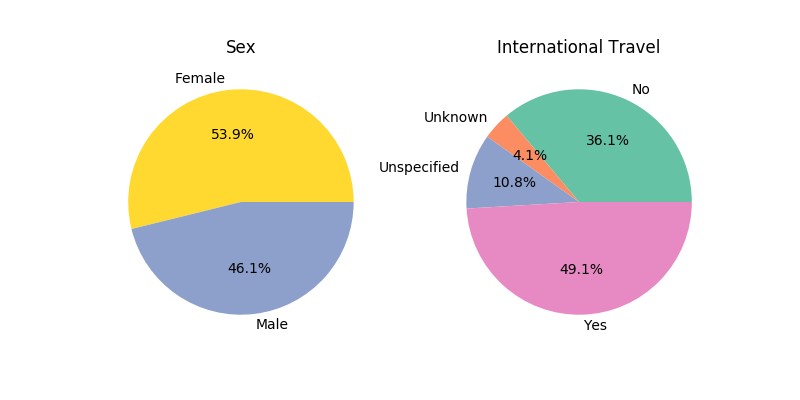 Sex
Female
53.9%
46.1%
Male
International Travel
No
Unknown
36.1%
4.1%
Unspecified
10.8%
49.1%
Yes